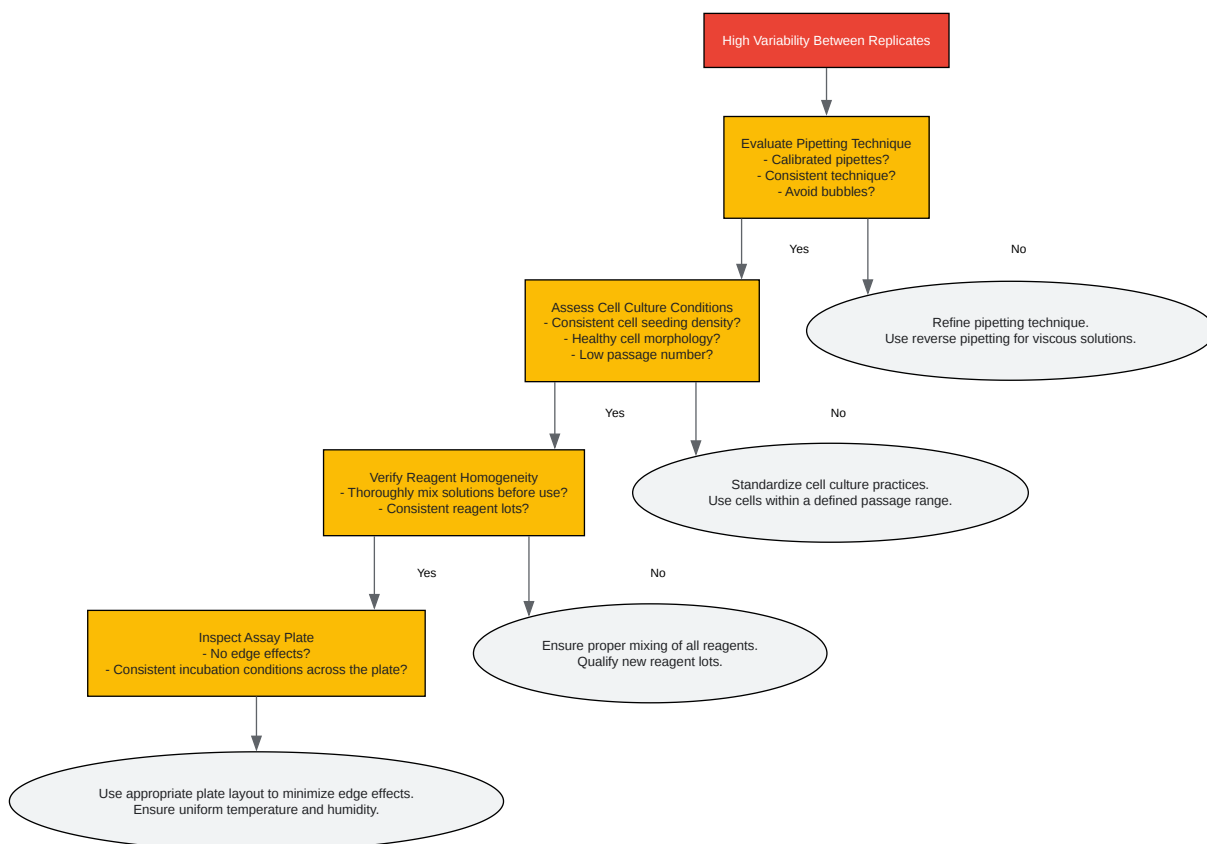 High Variability Between Replicates
Evaluate Pipetting Technique
- Calibrated pipettes?
- Consistent technique?
- Avoid bubbles?
Yes
No
Assess Cell Culture Conditions
- Consistent cell seeding density?
- Healthy cell morphology?
- Low passage number?
Refine pipetting technique.
Use reverse pipetting for viscous solutions.
Yes
No
Verify Reagent Homogeneity
- Thoroughly mix solutions before use?
- Consistent reagent lots?
Standardize cell culture practices.
Use cells within a defined passage range.
Yes
No
Inspect Assay Plate
- No edge effects?
- Consistent incubation conditions across the plate?
Ensure proper mixing of all reagents.
Qualify new reagent lots.
Use appropriate plate layout to minimize edge effects.
Ensure uniform temperature and humidity.